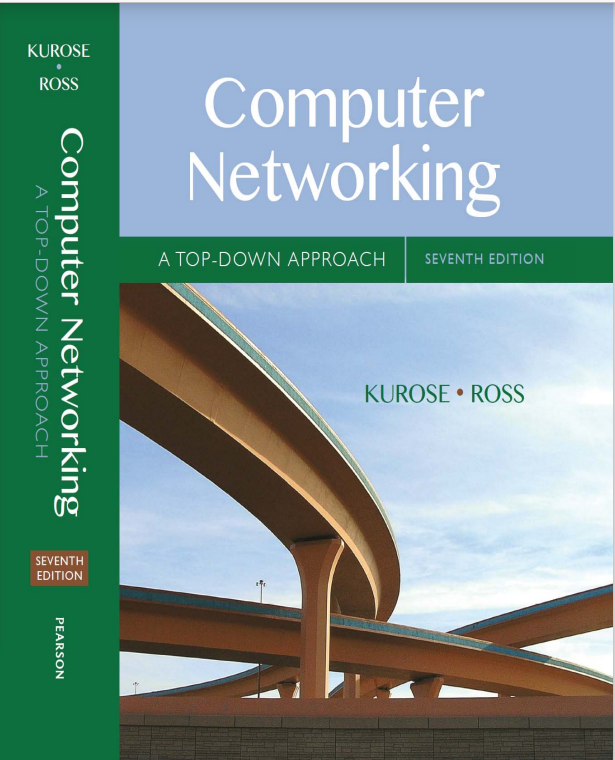 KUROSE
•
ROSS
Computer Networking
A TOP-DOWN APPROACH
SEVENTH
EDITION
PEARSON
Computer
Networking
A TOP-DOWN APPROACH | SEVENTH EDITION
KUROSE • ROSS